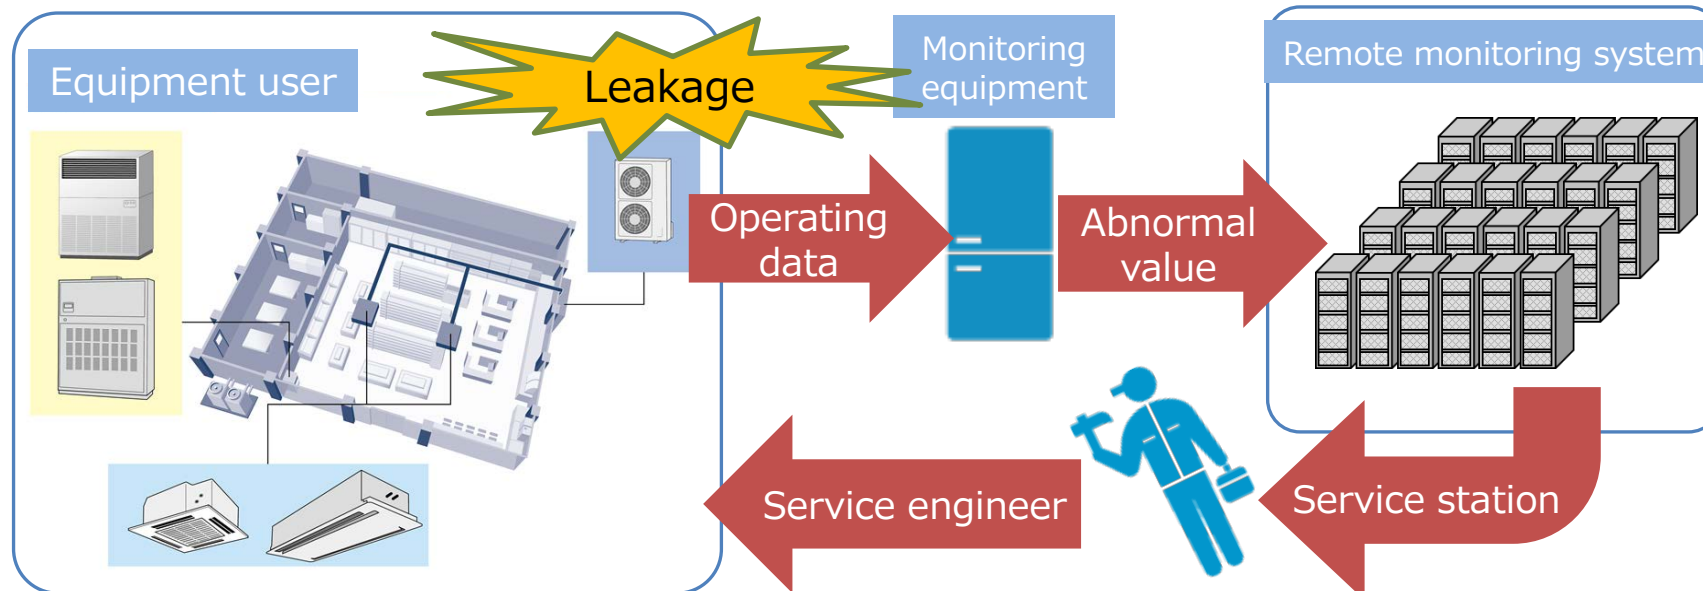 Equipment user
Leakage
Monitoring
equipment
Remote monitoring system
Operating
data
Abnormal
value
Service engineer
Service station